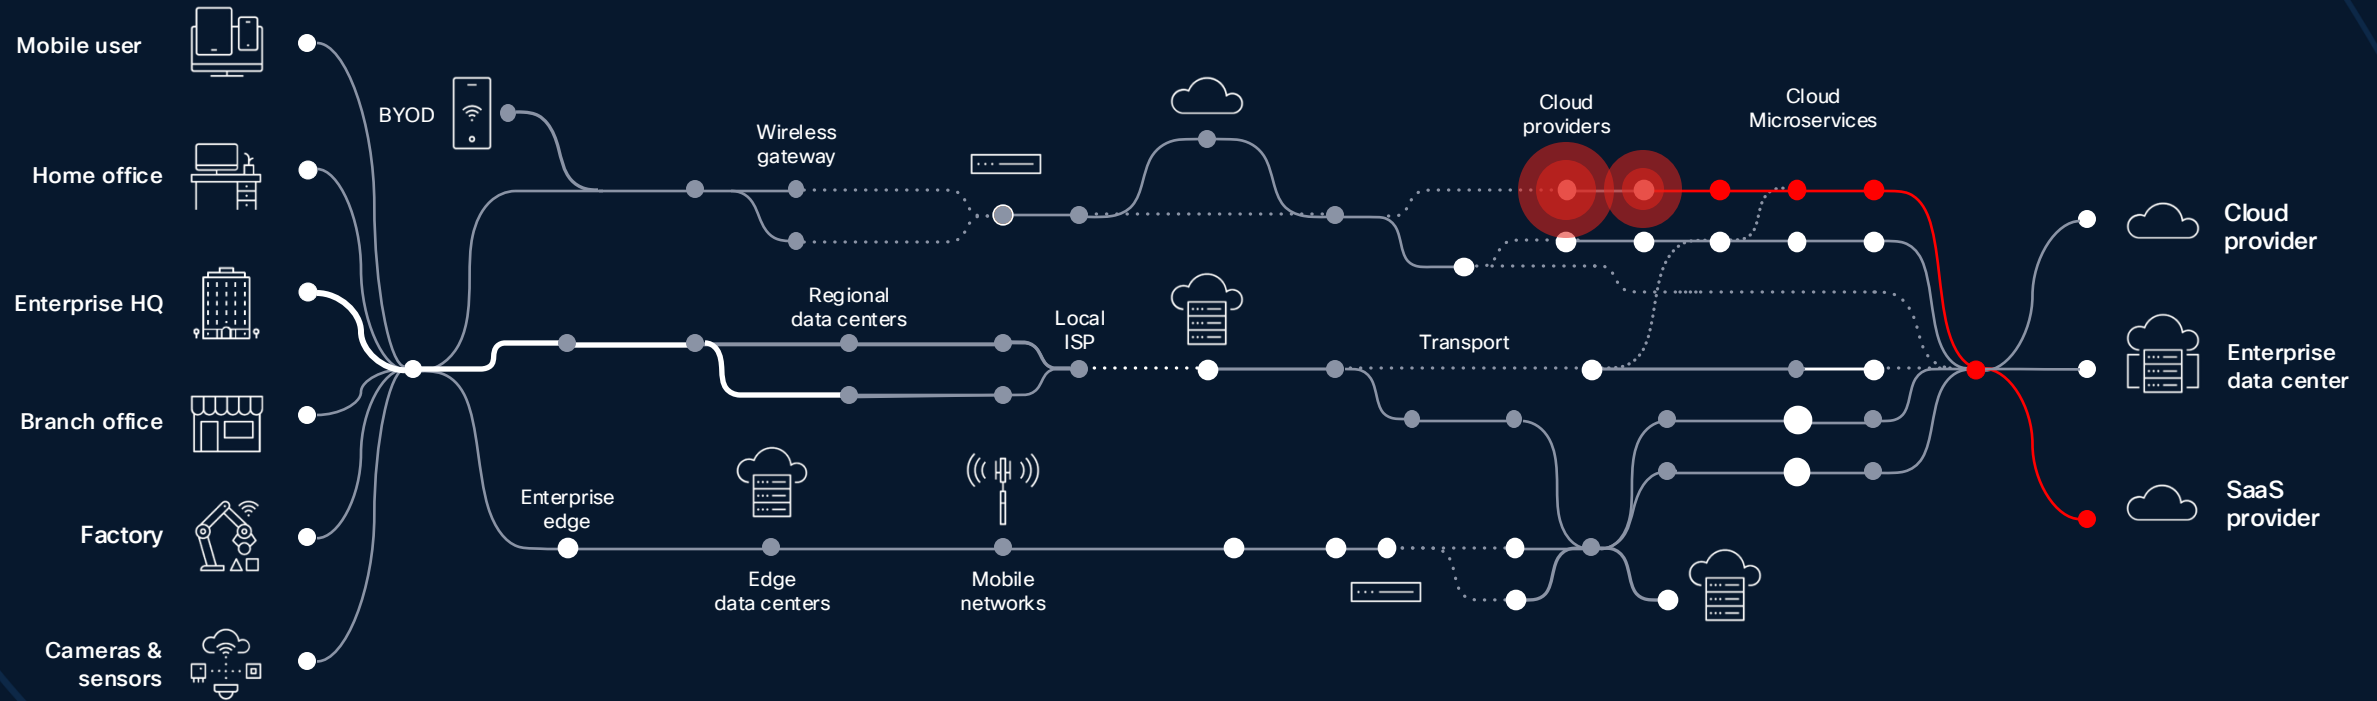 Mobile user
Home office
Enterprise HQ
Branch office
Factory
Cameras &
sensors
BYOD
Wireless
gateway
Regional
data centers
Local
ISP
Enterprise
edge
Edge
data centers
Mobile
networks
Transport
Cloud
providers
Cloud
Microservices
Cloud
provider
Enterprise
data center
SaaS
provider